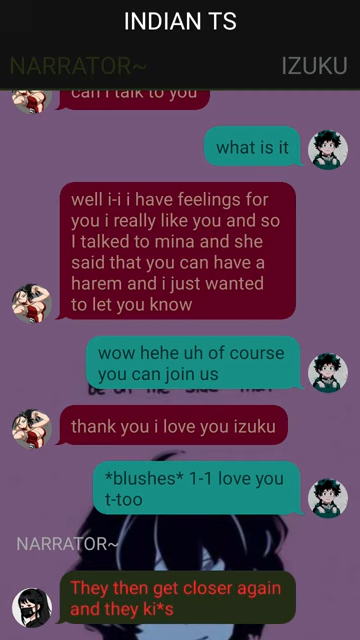 INDIAN TS
NARRATOR~
IZUKU
can i talk to you
what is it
well i-i i have feelings for
you i really like you and so
I talked to mina and she
said that you can have a
harem and i just wanted
to let you know
wow hehe uh of course
you can join us
thank you i love you izuku
*blushes* 1-1 love you
t-too
NARRATOR~
They then get closer again
and they ki*s